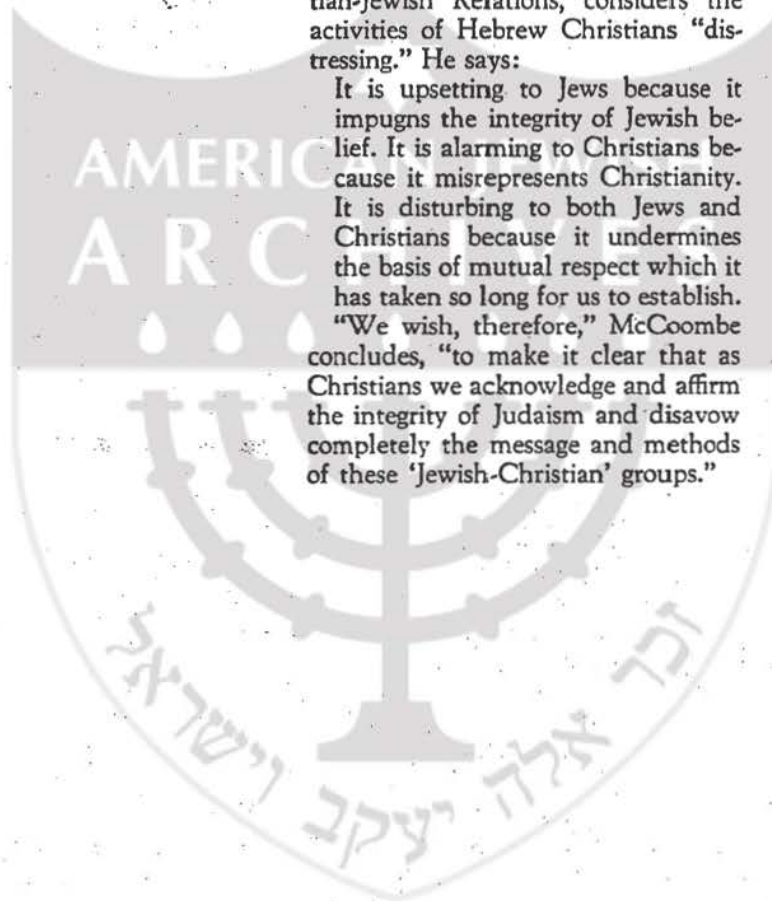 tian-Jewish Relations, considers the
activities of Hebrew Christians “dis-
tressing.” He says:
It is upsetting to Jews because it
impugns the integrity of Jewish be-
lief. It is alarming to Christians be-
cause it misrepresents Christianity.
It is disturbing to both Jews and
Christians because it undermines
the basis of mutual respect which it
has taken so long for us to establish.
“We wish, therefore,” McCoombe
concludes, “to make it clear that as
Christians we acknowledge and affirm
the integrity of Judaism and disavow
completely the message and methods
of these ‘Jewish-Christian’ groups.”
AMERICAN JEWISH
ARCHIVES
זכר אלה יעקב וישראל